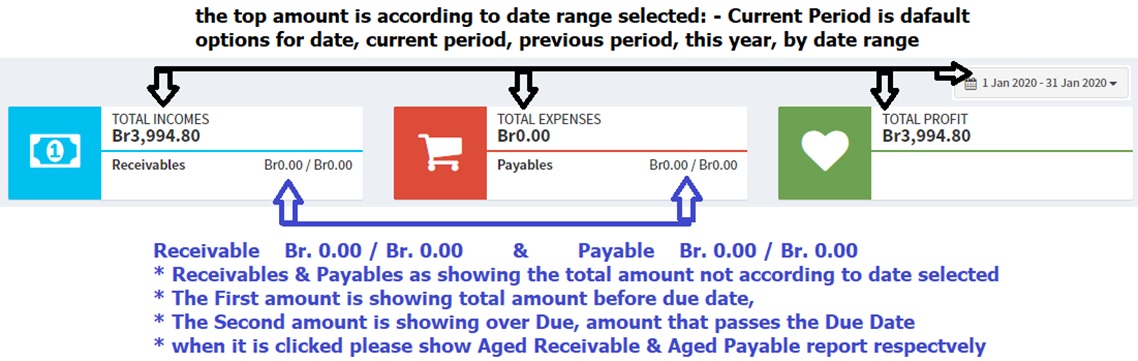 the top amount is according to date range selected: - Current Period is dafault
options for date, current period, previous period, this year, by date range
1 Jan 2020 - 31 Jan 2020
TOTAL INCOMES
Br3,994.80
Receivables Br0.00 / Br0.00
TOTAL EXPENSES
Br0.00
Payables Br0.00 / Br0.00
TOTAL PROFIT
Br3,994.80
Receivable Br. 0.00 / Br. 0.00 & Payable Br. 0.00 / Br. 0.00
* Receivables & Payables as showing the total amount not according to date selected
* The First amount is showing total amount before due date,
* The Second amount is showing over Due, amount that passes the Due Date
* when it is clicked please show Aged Receivable & Aged Payable report respectvely